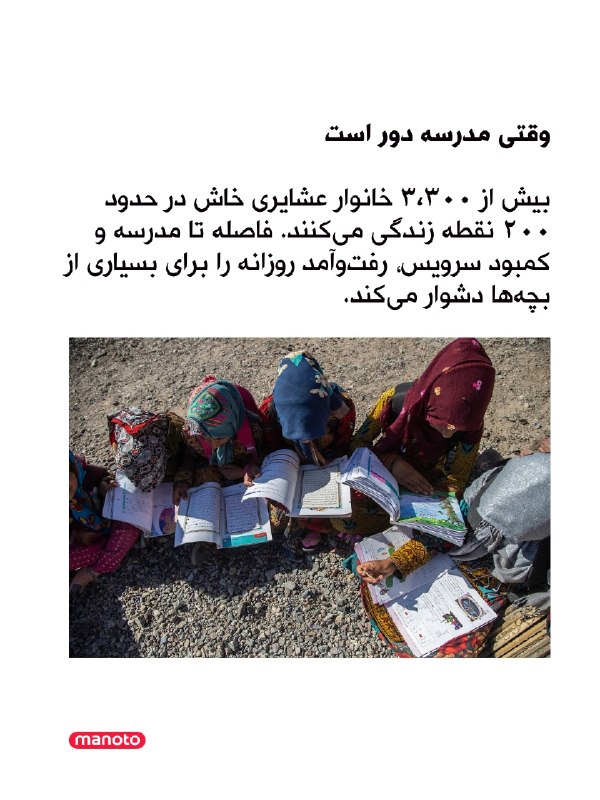 وقتی مدرسه دور است
بیش از ۳،۳۰۰ خانوار عشایری خاش در حدود
۲۰۰ نقطه زندگی می‌کنند. فاصله تا مدرسه و
کمبود سرویس، رفت‌وآمد روزانه را برای بسیاری از
بچه‌ها دشوار می‌کند.
manoto